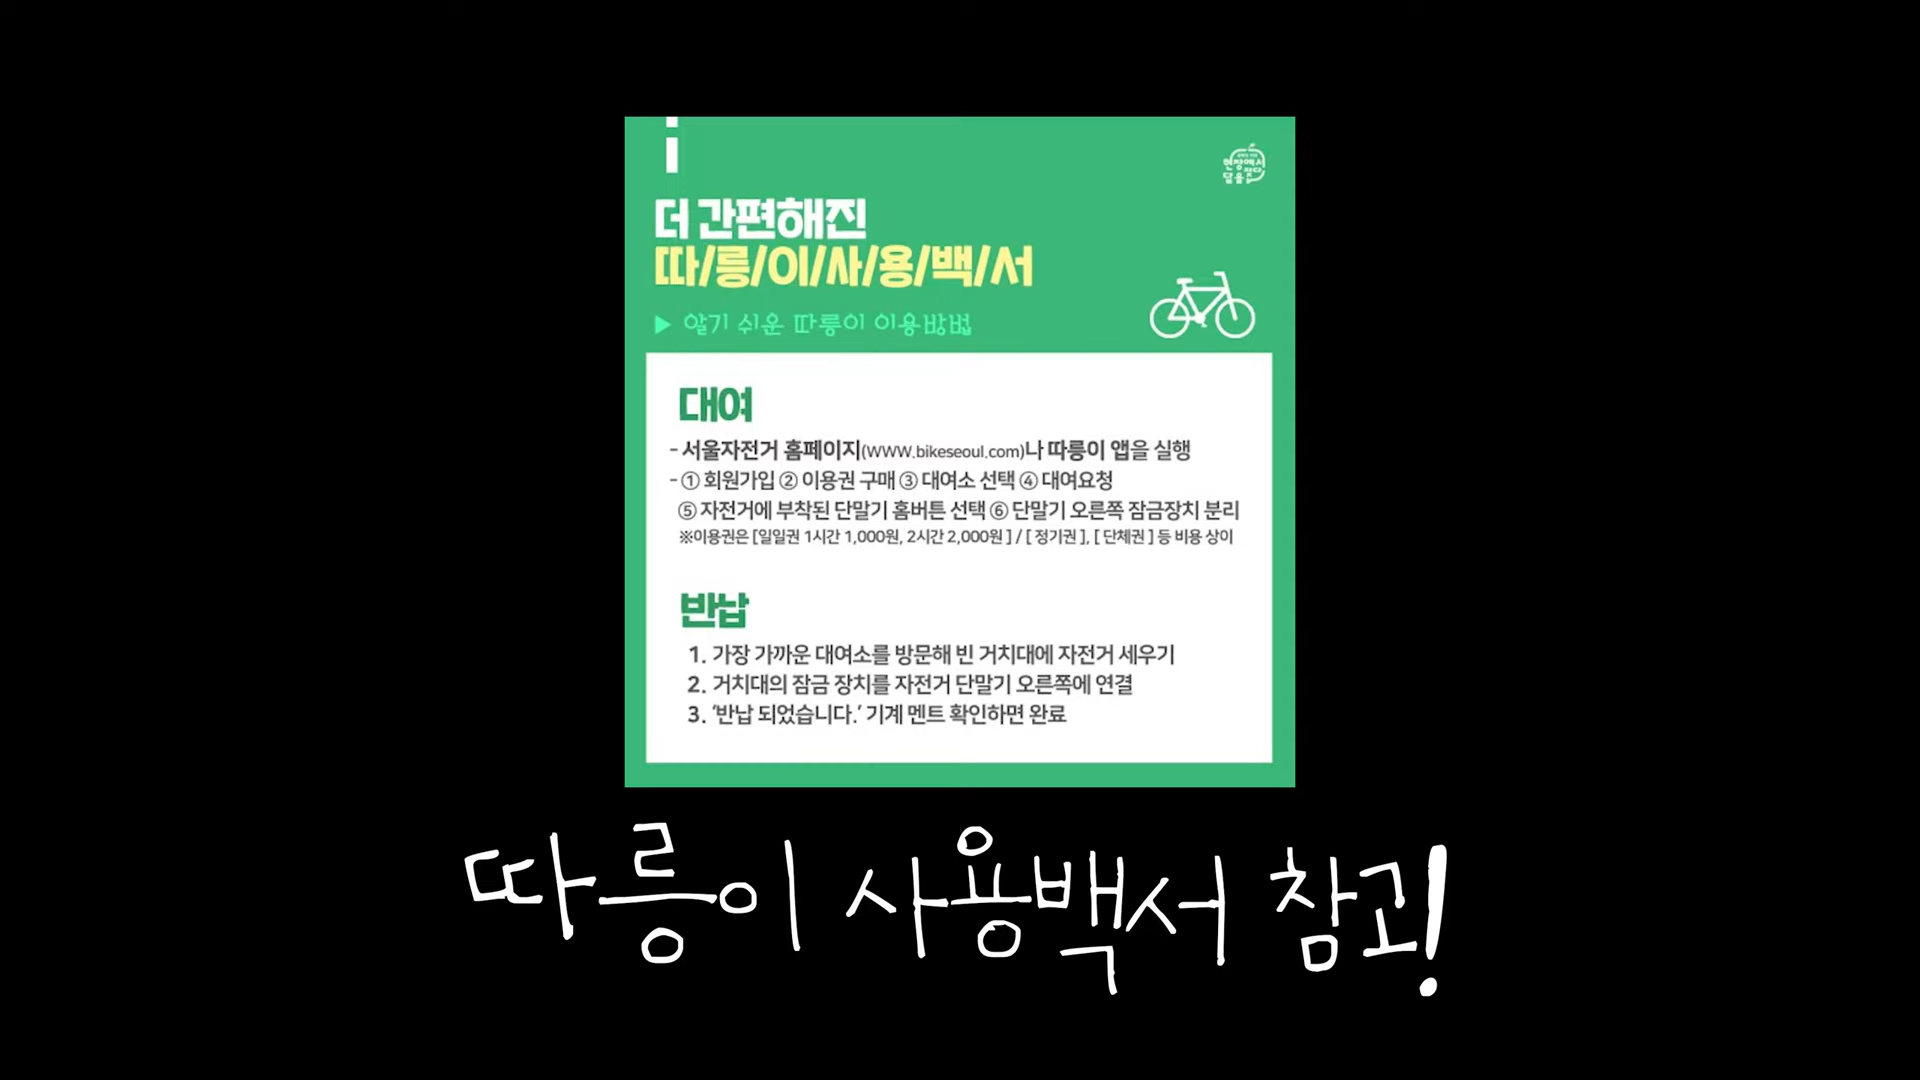 현장에서
답을 찾다
더 간편해진
따/릉/이/사/용/백/서
▶ 알기 쉬운 따릉이 이용방법
대여
- 서울자전거 홈페이지(WWW.bikeseoul.com)나 따릉이 앱을 실행
- ① 회원가입 ② 이용권 구매 ③ 대여소 선택 ④ 대여요청
⑤ 자전거에 부착된 단말기 홈버튼 선택 ⑥ 단말기 오른쪽 잠금장치 분리
※이용권은 [일일권 1시간 1,000원, 2시간 2,000원 ] / [ 정기권 ], [ 단체권 ] 등 비용 상이
반납
1. 가장 가까운 대여소를 방문해 빈 거치대에 자전거 세우기
2. 거치대의 잠금 장치를 자전거 단말기 오른쪽에 연결
3. ‘반납 되었습니다.’ 기계 멘트 확인하면 완료
따릉이 사용백서 참고!